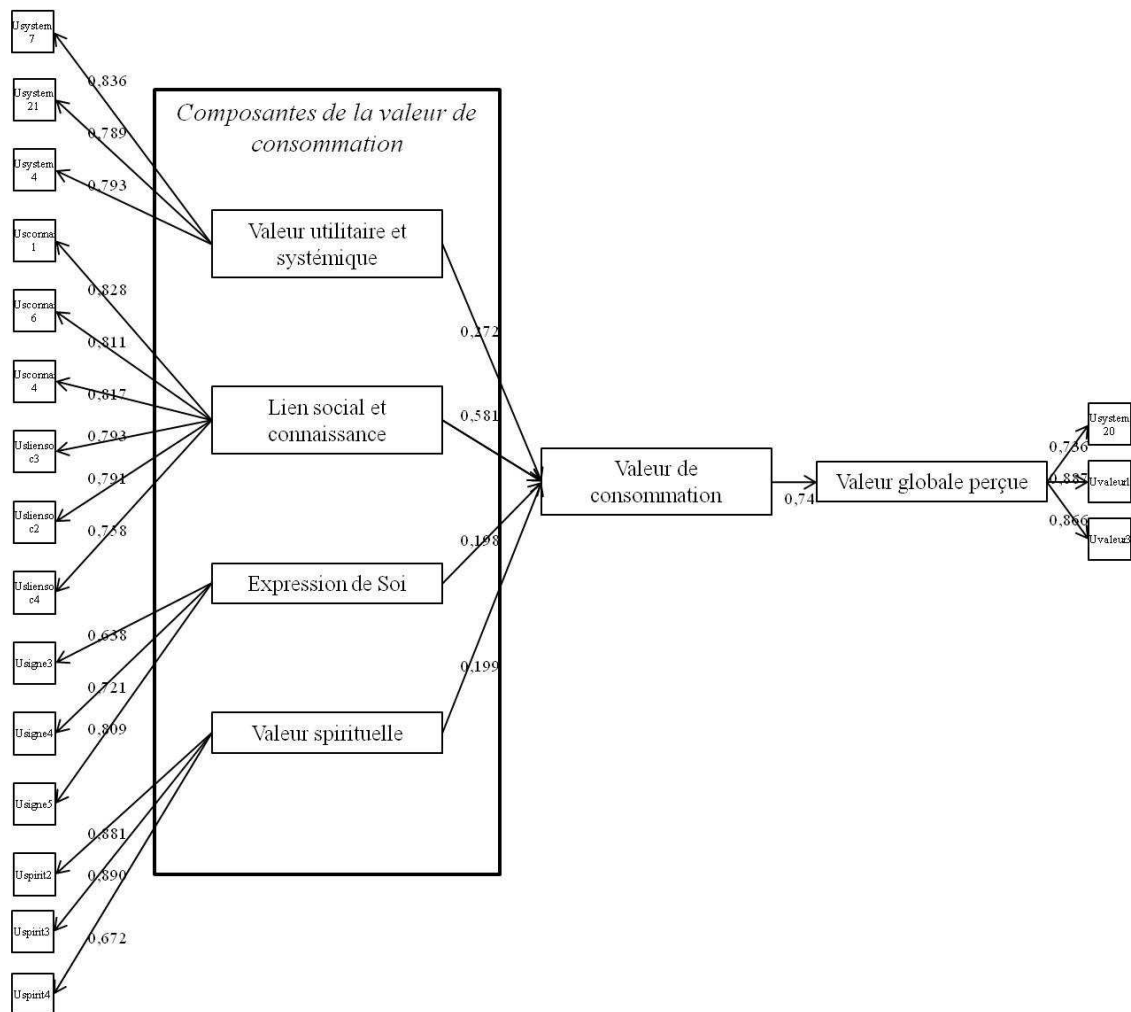 Usystem
7
0,836
Usystem
21
0,789
Usystem
4
0,793
Usconnai
1
0,828
Usconnai
6
0,811
Usconnai
4
0,817
Uslienso
c3
0,793
Uslienso
c2
0,791
Uslienso
c4
0,758
Usigne3
0,638
Usigne4
0,721
Usigne5
0,809
Uspirit2
0,881
Uspirit3
0,890
Uspirit4
0,672
Composantes de la valeur de
consommation
Valeur utilitaire et
systémique
Lien social et
connaissance
Expression de Soi
Valeur spirituelle
0,272
0,581
0,198
0,199
Valeur de
consommation
0,74
Valeur globale perçue
Usystem
20
0,736
Uvaleur1
0,887
Uvaleur3
0,866